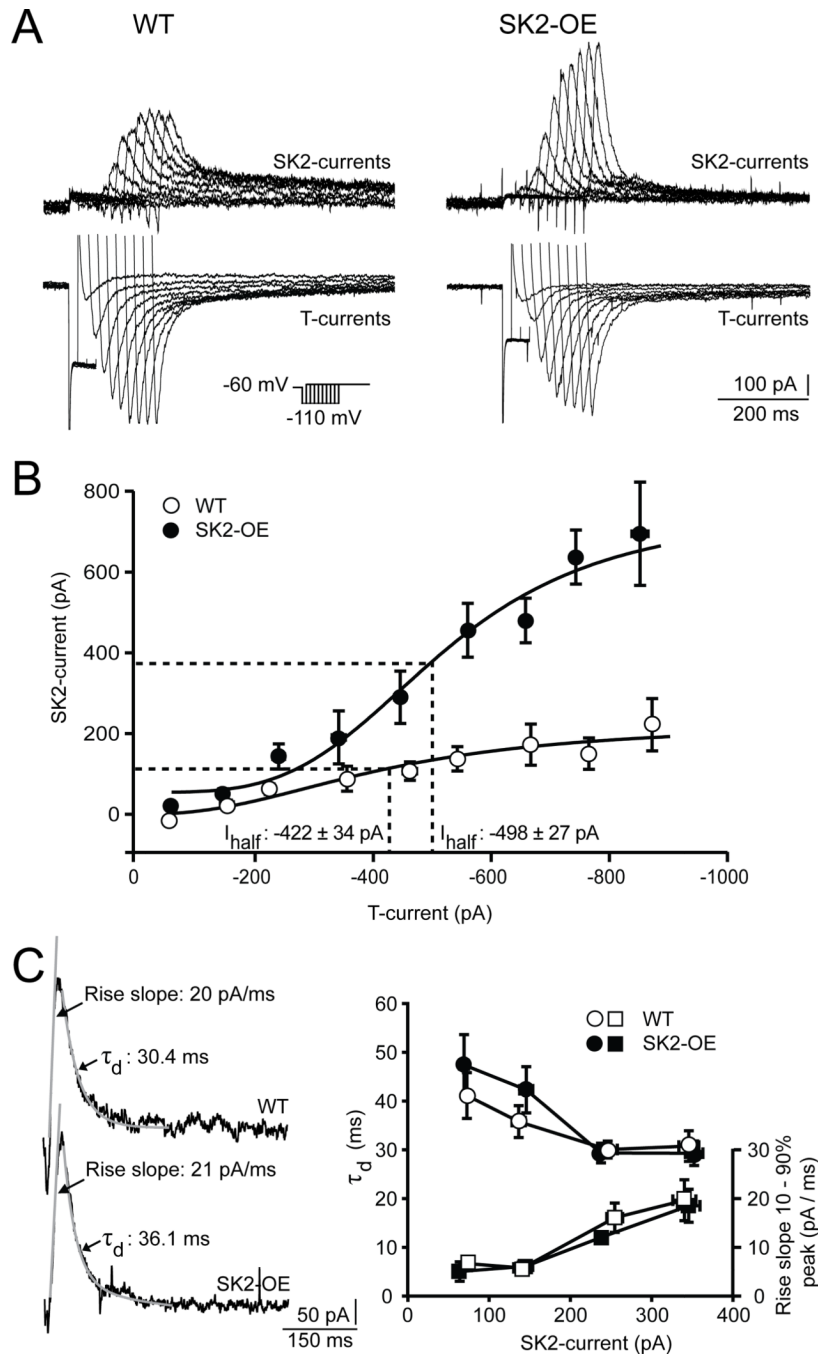 A
WT
SK2-OE
SK2-currents
SK2-currents
T-currents
T-currents
-60 mV
-110 mV
100 pA
200 ms
B
800
600
400
200
0
SK2-current (pA)
WT
SK2-OE
I half : -422 ± 34 pA
I half : -498 ± 27 pA
0 -200 -400 -600 -800 -1000
T-current (pA)
C
Rise slope: 20 pA/ms
τd : 30.4 ms
WT
Rise slope: 21 pA/ms
τd : 36.1 ms
SK2-OE
50 pA
150 ms
60
50
40
30
20
10
0
τd (ms)
WT
SK2-OE
30
20
10
0
Rise slope 10 - 90%
peak (pA / ms)
0 100 200 300 400
SK2-current (pA)